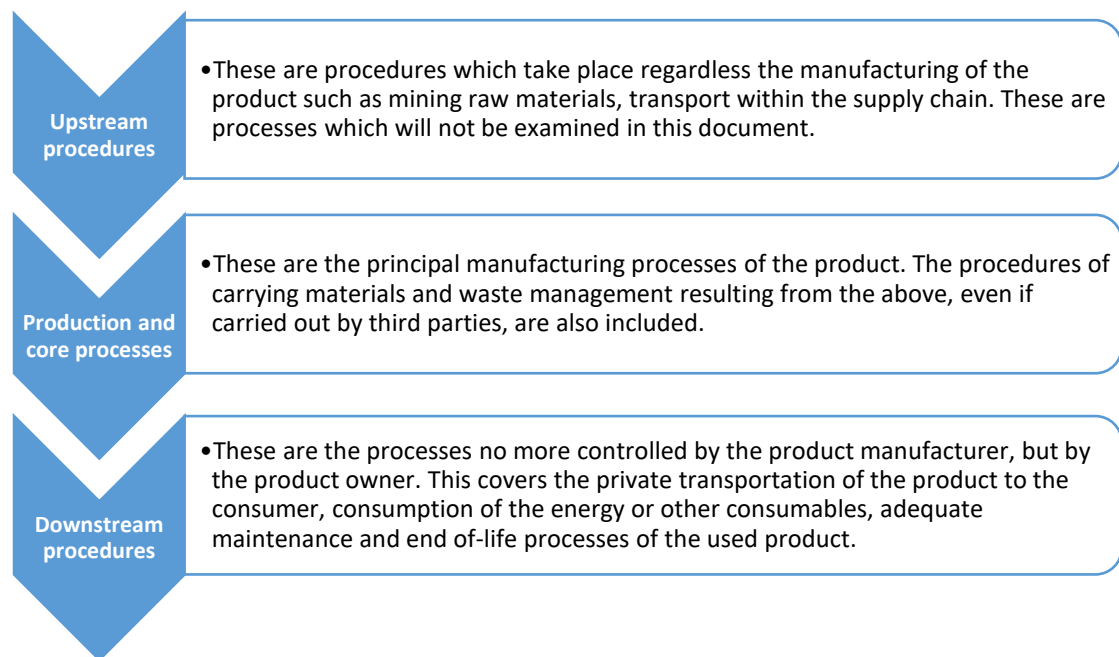 Upstream
procedures
•These are procedures which take place regardless the manufacturing of the
product such as mining raw materials, transport within the supply chain. These are
processes which will not be examined in this document.
Production and
core processes
•These are the principal manufacturing processes of the product. The procedures of
carrying materials and waste management resulting from the above, even if
carried out by third parties, are also included.
Downstream
procedures
•These are the processes no more controlled by the product manufacturer, but by
the product owner. This covers the private transportation of the product to the
consumer, consumption of the energy or other consumables, adequate
maintenance and end of-life processes of the used product.